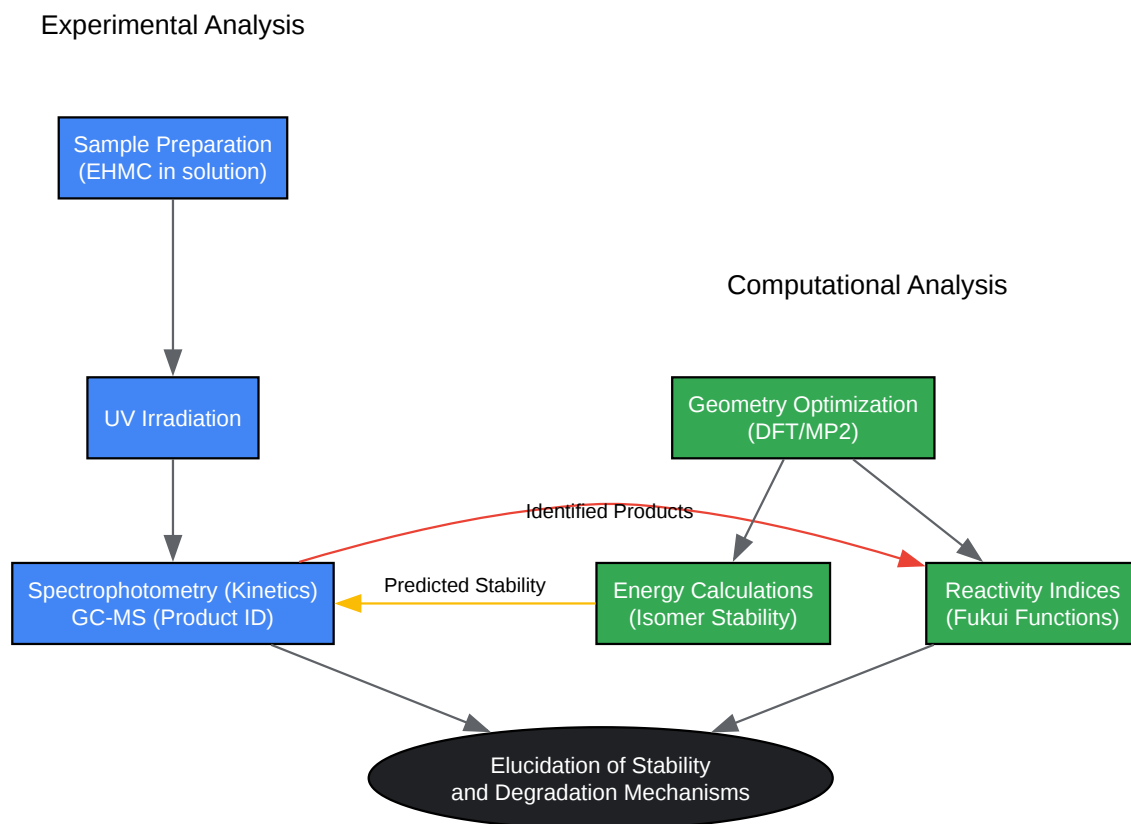 Experimental Analysis
Sample Preparation
(EHMC in solution)
Computational Analysis
UV Irradiation
Geometry Optimization
(DFT/MP2)
Identified Products
Spectrophotometry (Kinetics)
GC-MS (Product ID)
Predicted Stability
Energy Calculations
(Isomer Stability)
Reactivity Indices
(Fukui Functions)
Elucidation of Stability
and Degradation Mechanisms